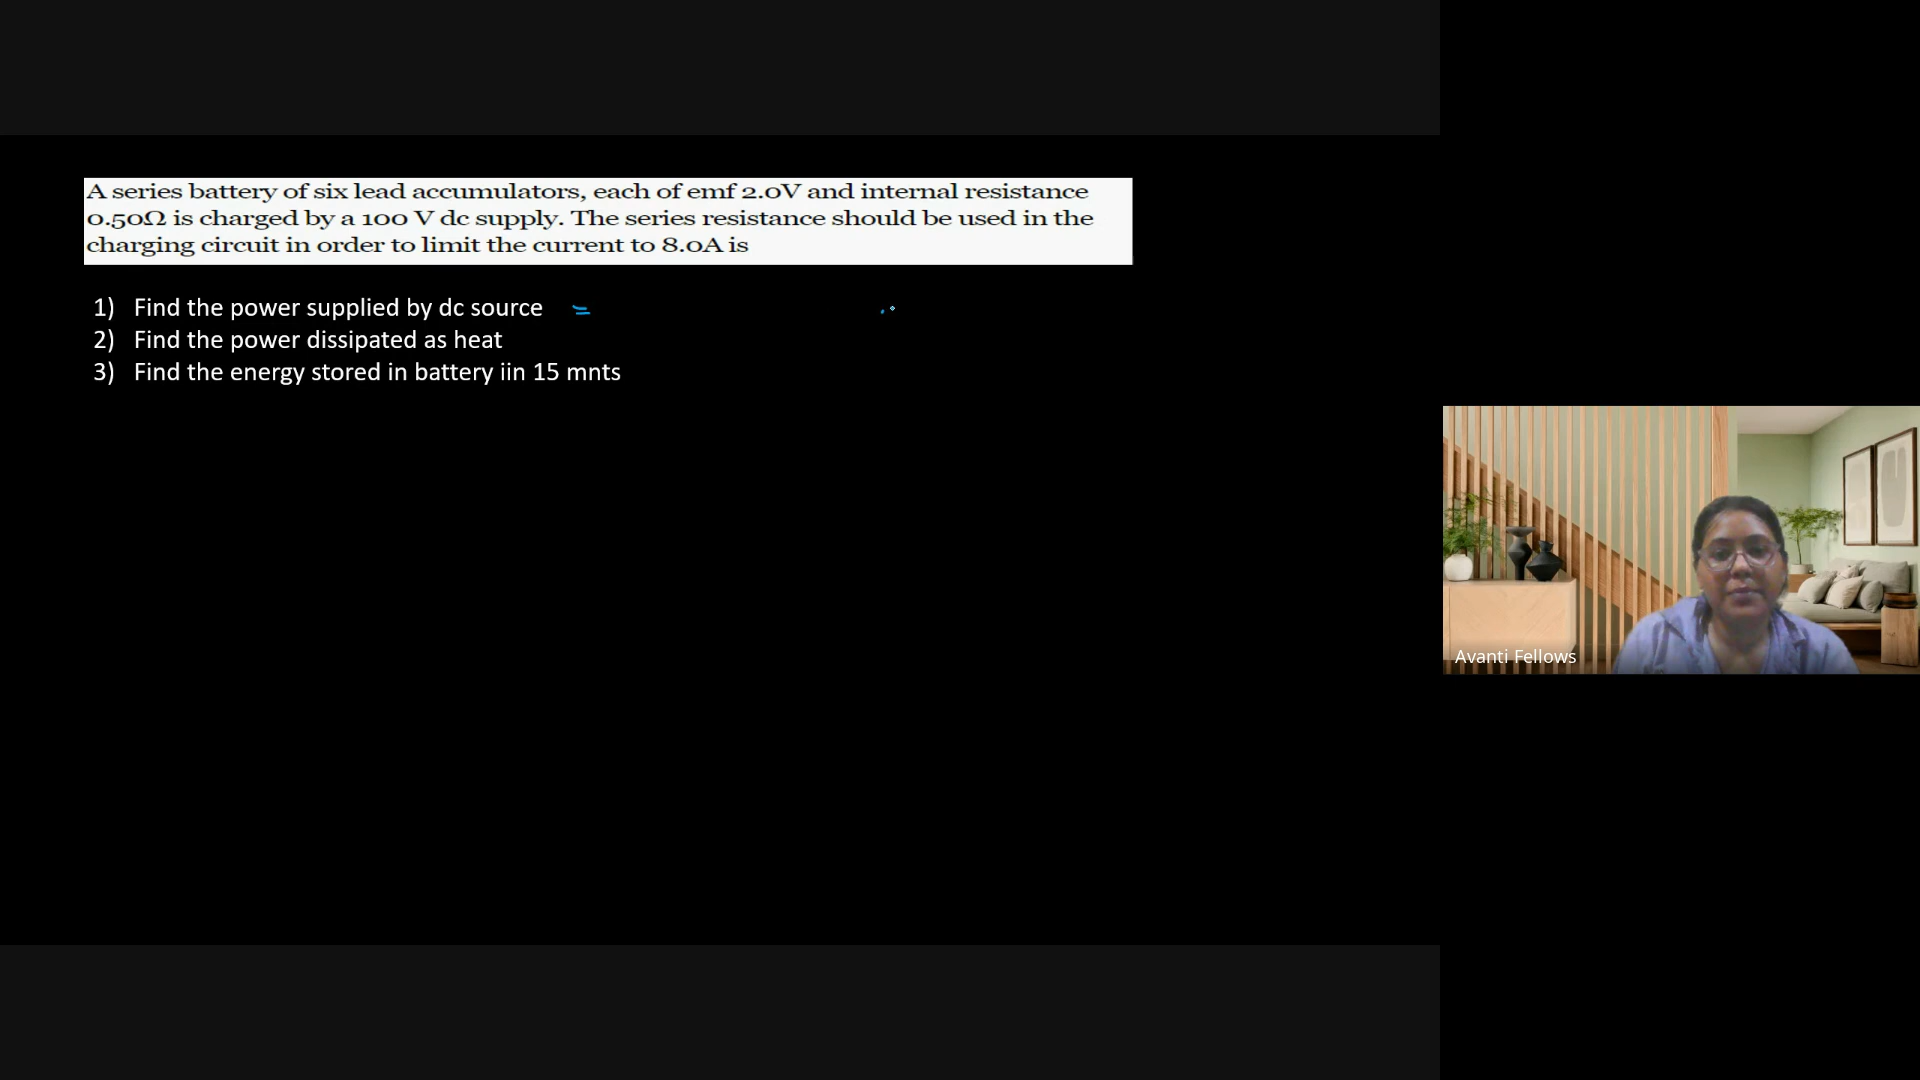 A series battery of six lead accumulators, each of emf 2.0V and internal resistance
0.50Ω is charged by a 100 V dc supply. The series resistance should be used in the
charging circuit in order to limit the current to 8.0A is
1) Find the power supplied by dc source =
2) Find the power dissipated as heat
3) Find the energy stored in battery iin 15 mnts
Avanti Fellows